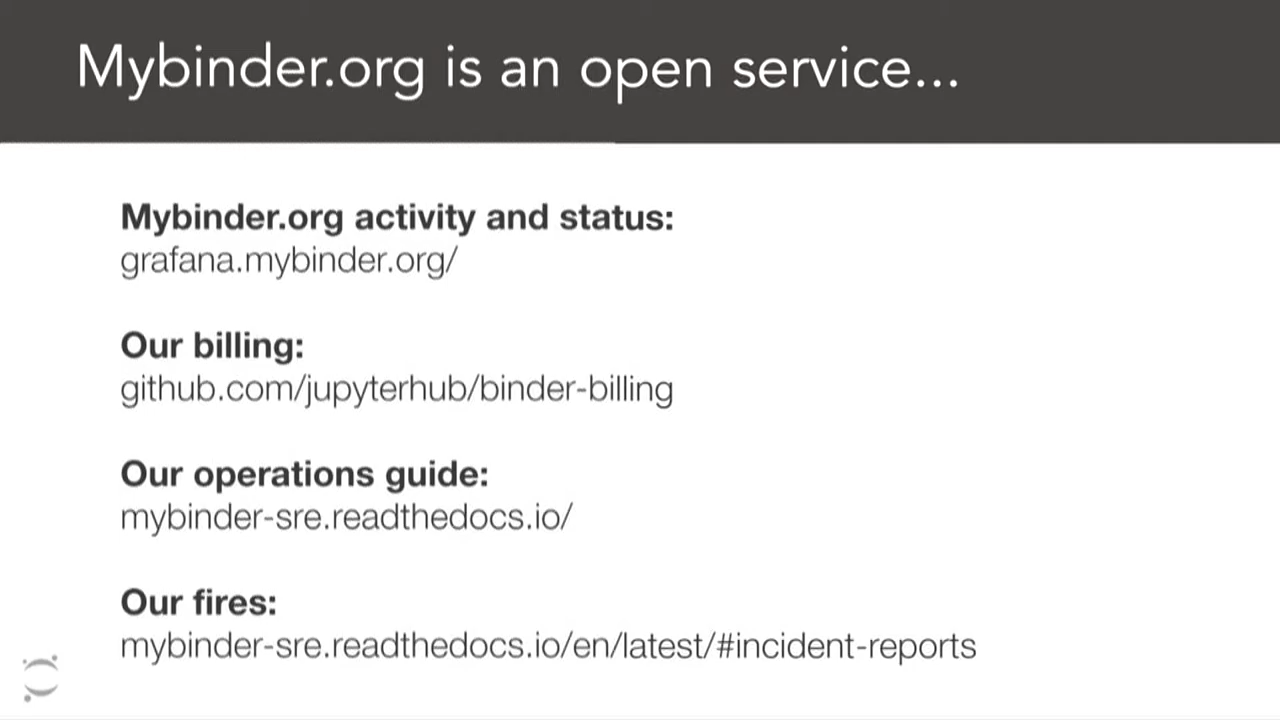 Mybinder.org is an open service...
Mybinder.org activity and status:
grafana.mybinder.org/
Our billing:
github.com/jupyterhub/binder-billing
Our operations guide:
mybinder-sre.readthedocs.io/
Our fires:
mybinder-sre.readthedocs.io/en/latest/#incident-reports